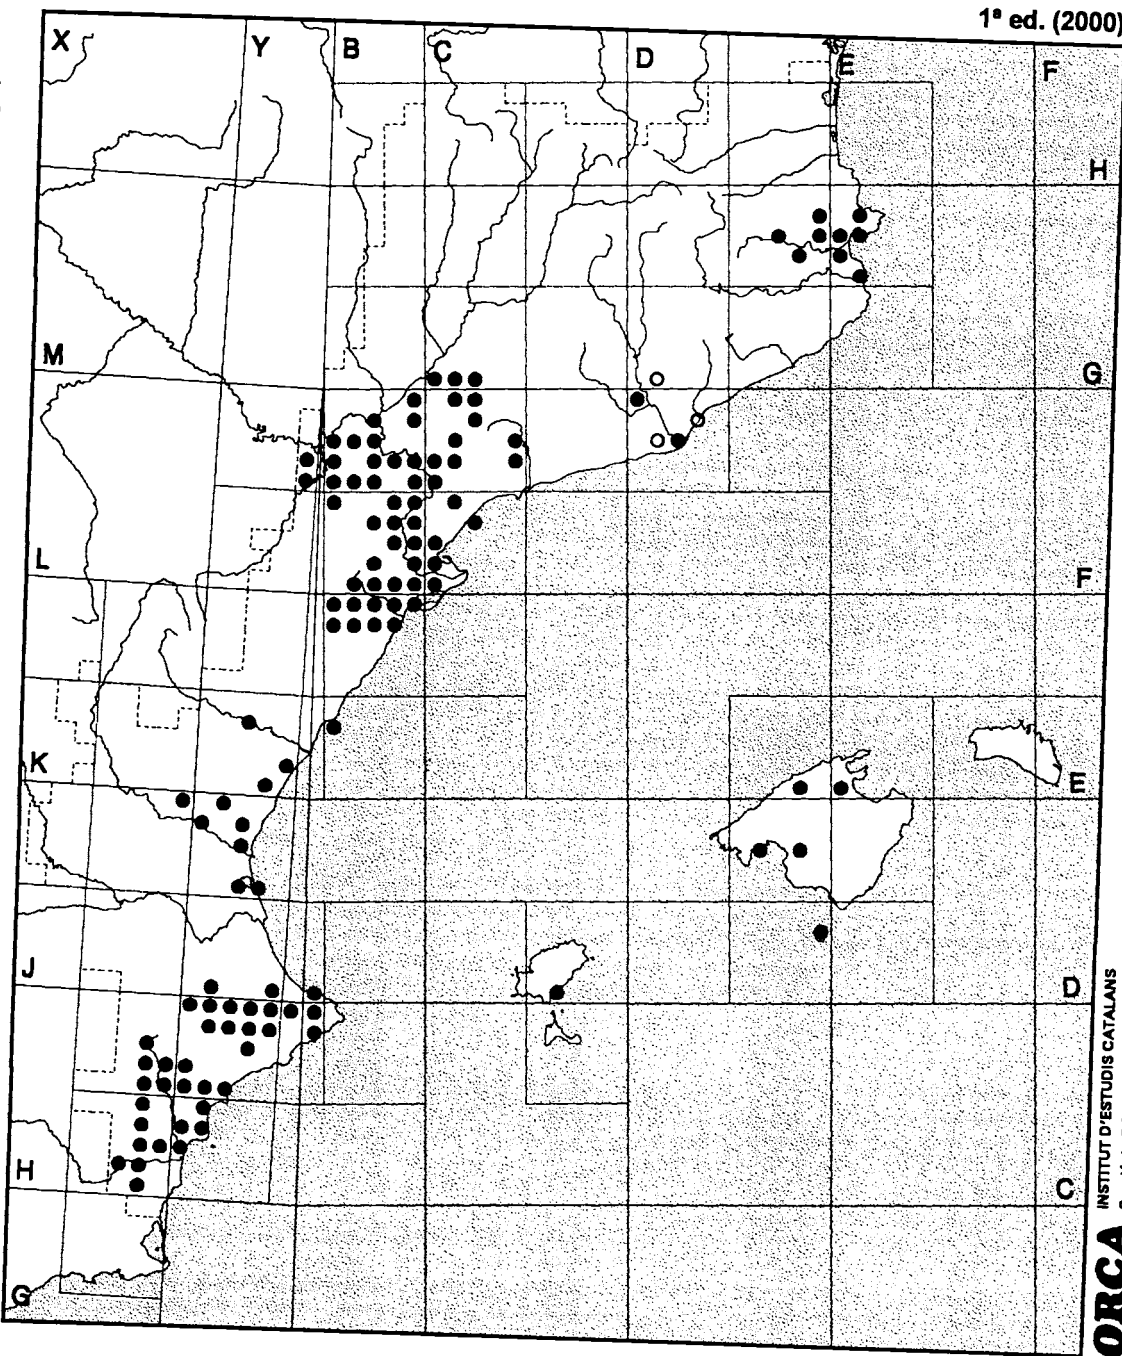 1ª ed. (2000)
X Y B C D E F
H
M G
L F
K E
J D
H C
G
ORCA INSTITUT D'ESTUDIS CATALANS